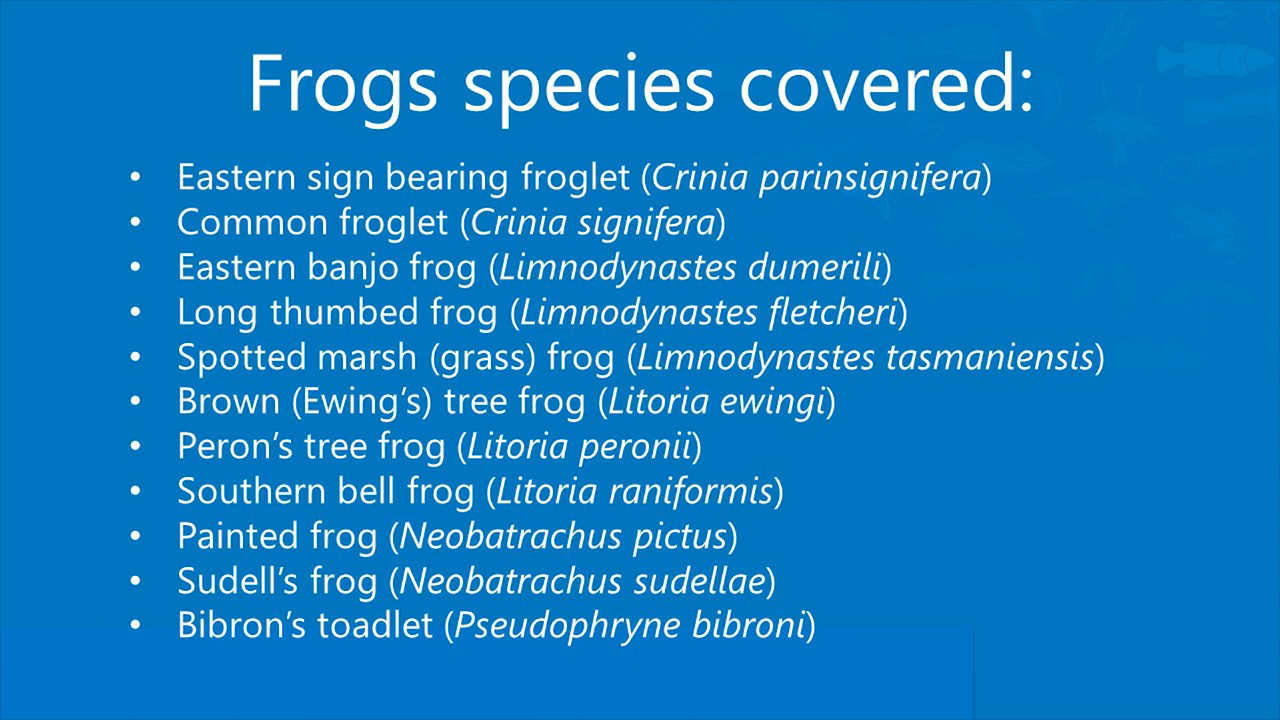 Frogs species covered:
• Eastern sign bearing froglet (Crinia parinsignifera)
• Common froglet (Crinia signifera)
• Eastern banjo frog (Limnodynastes dumerili)
• Long thumbed frog (Limnodynastes fletcheri)
• Spotted marsh (grass) frog (Limnodynastes tasmaniensis)
• Brown (Ewing’s) tree frog (Litoria ewingi)
• Peron’s tree frog (Litoria peronii)
• Southern bell frog (Litoria raniformis)
• Painted frog (Neobatrachus pictus)
• Sudell’s frog (Neobatrachus sudellae)
• Bibron’s toadlet (Pseudophryne bibroni)